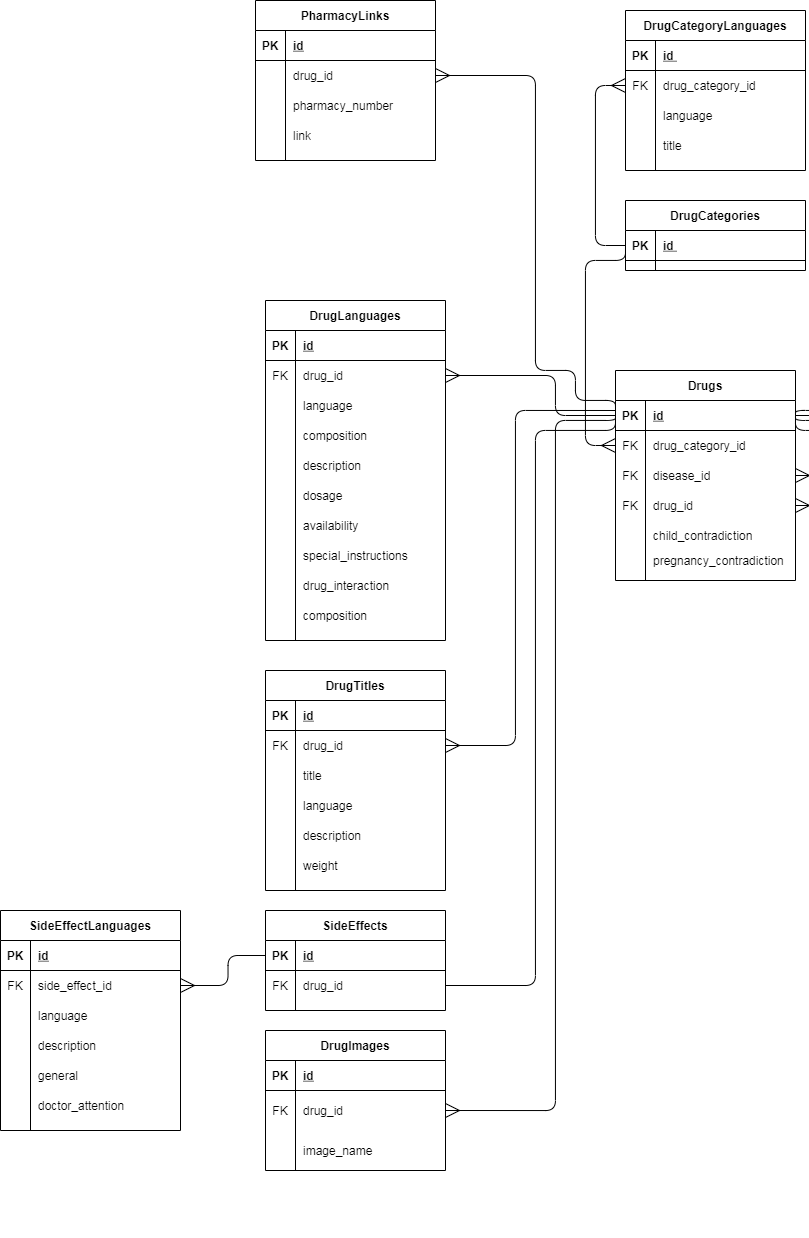 PharmacyLinks
PK id
drug_id
pharmacy_number
link
DrugCategoryLanguages
PK id
FK drug_category_id
language
title
DrugCategories
PK id
DrugLanguages
PK id
FK drug_id
language
composition
description
dosage
availability
special_instructions
drug_interaction
composition
Drugs
PK id
FK drug_category_id
FK disease_id
FK drug_id
child_contradiction
pregnancy_contradiction
DrugTitles
PK id
FK drug_id
title
language
description
weight
SideEffectLanguages
PK id
FK side_effect_id
language
description
general
doctor_attention
SideEffects
PK id
FK drug_id
DrugImages
PK id
FK drug_id
image_name